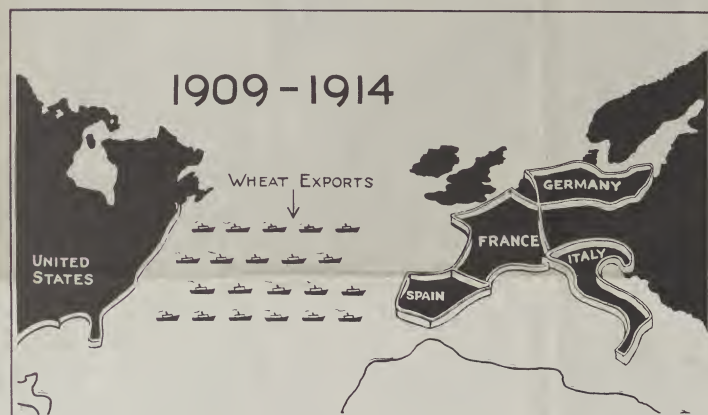 1909-1914
WHEAT EXPORTS
UNITED
STATES
GERMANY
FRANCE
ITALY
SPAIN